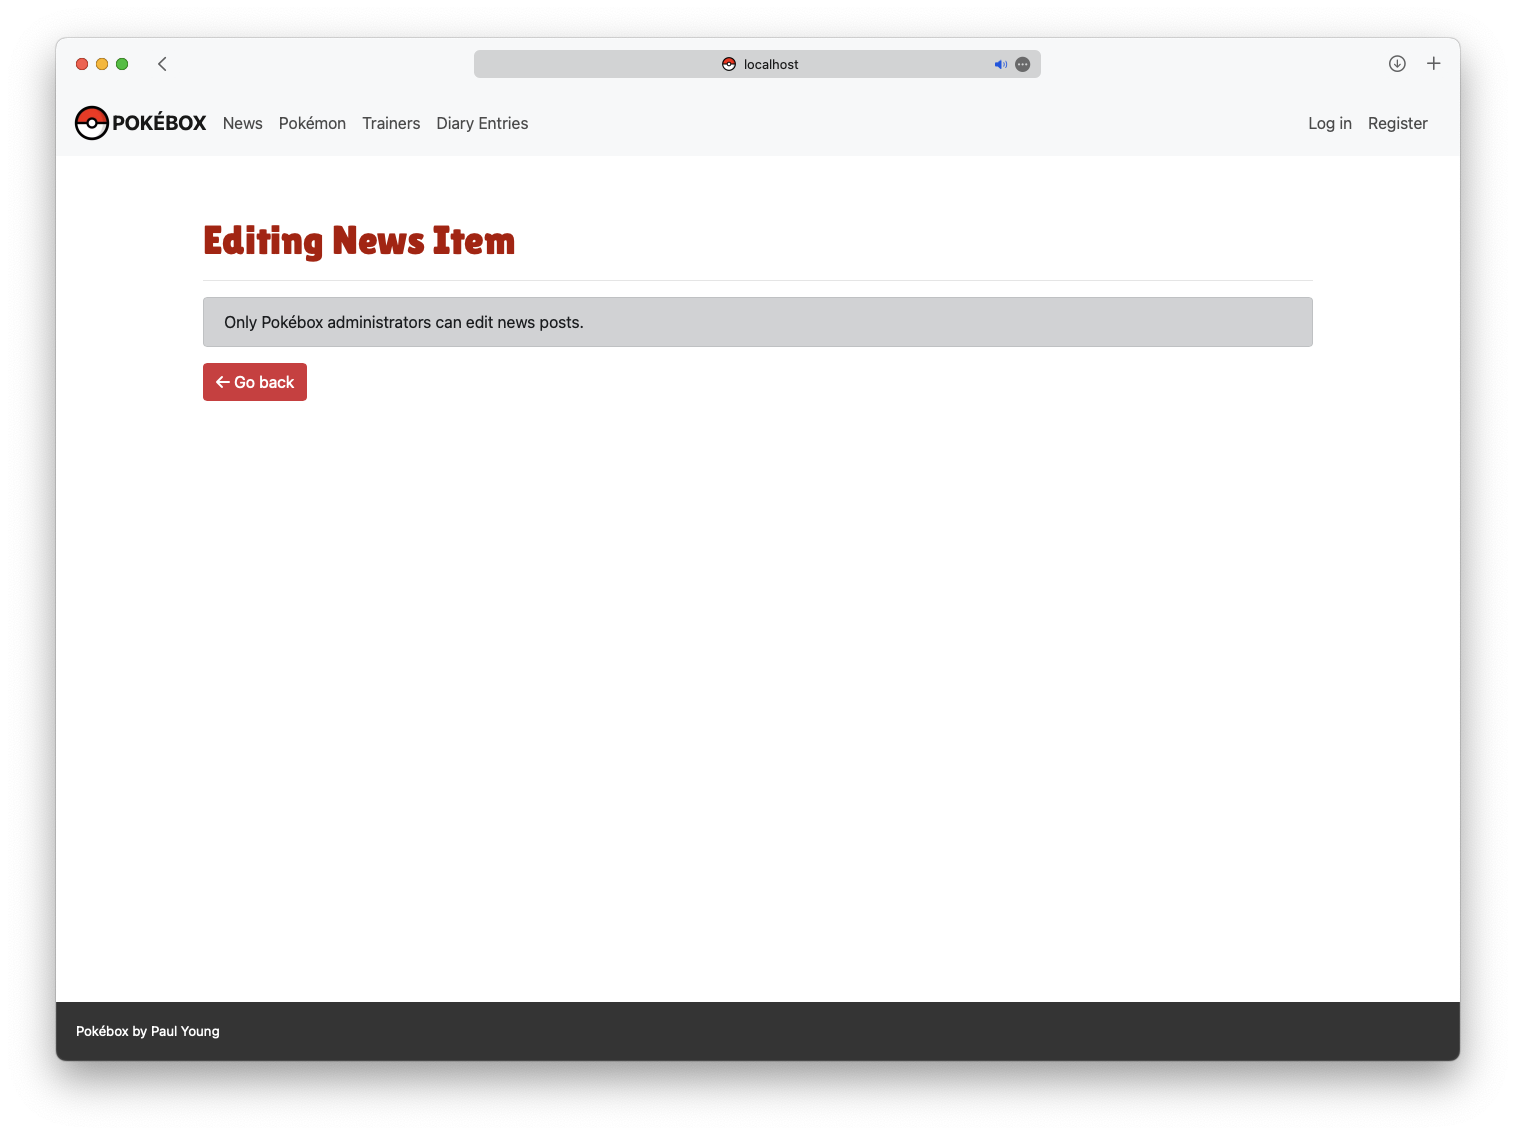 localhost
POKÉBOX News Pokémon Trainers Diary Entries Log in Register
Editing News Item
Only Pokébox administrators can edit news posts.
Go back
Pokébox by Paul Young